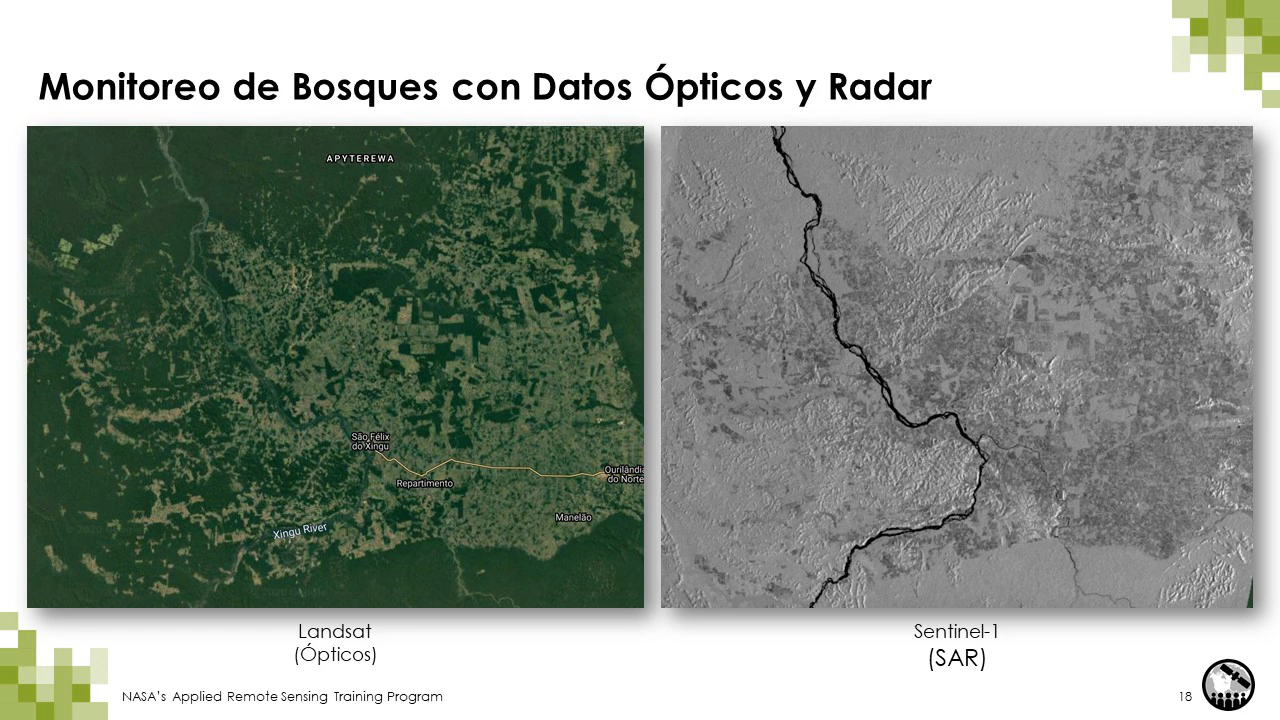 Monitoreo de Bosques con Datos Ópticos y Radar
APYTEREWA
São Félix
do Xingu
Repartimento
Ourilândia
do Norte
Manelão
Xingu River
Landsat
(Ópticos)
Sentinel-1
(SAR)
NASA's Applied Remote Sensing Training Program
18